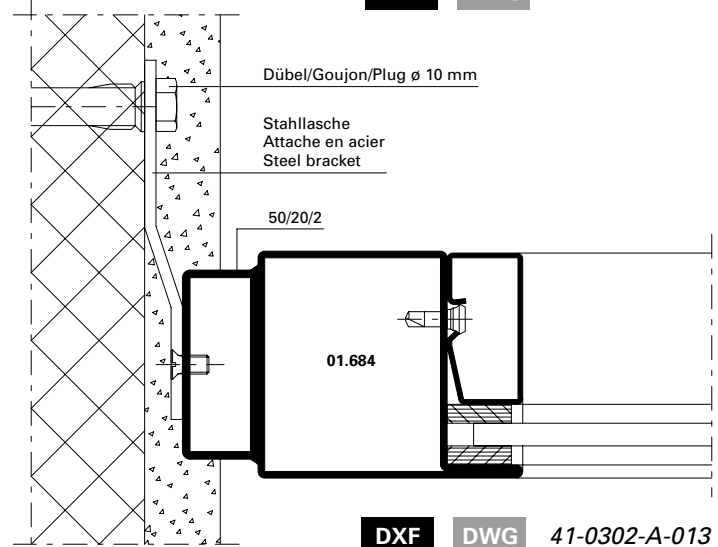 Dübel/Goujon/Plug ø 10 mm
Stahllasche
Attache en acier
Steel bracket
50/20/2
01.684
DXF DWG 41-0302-A-013